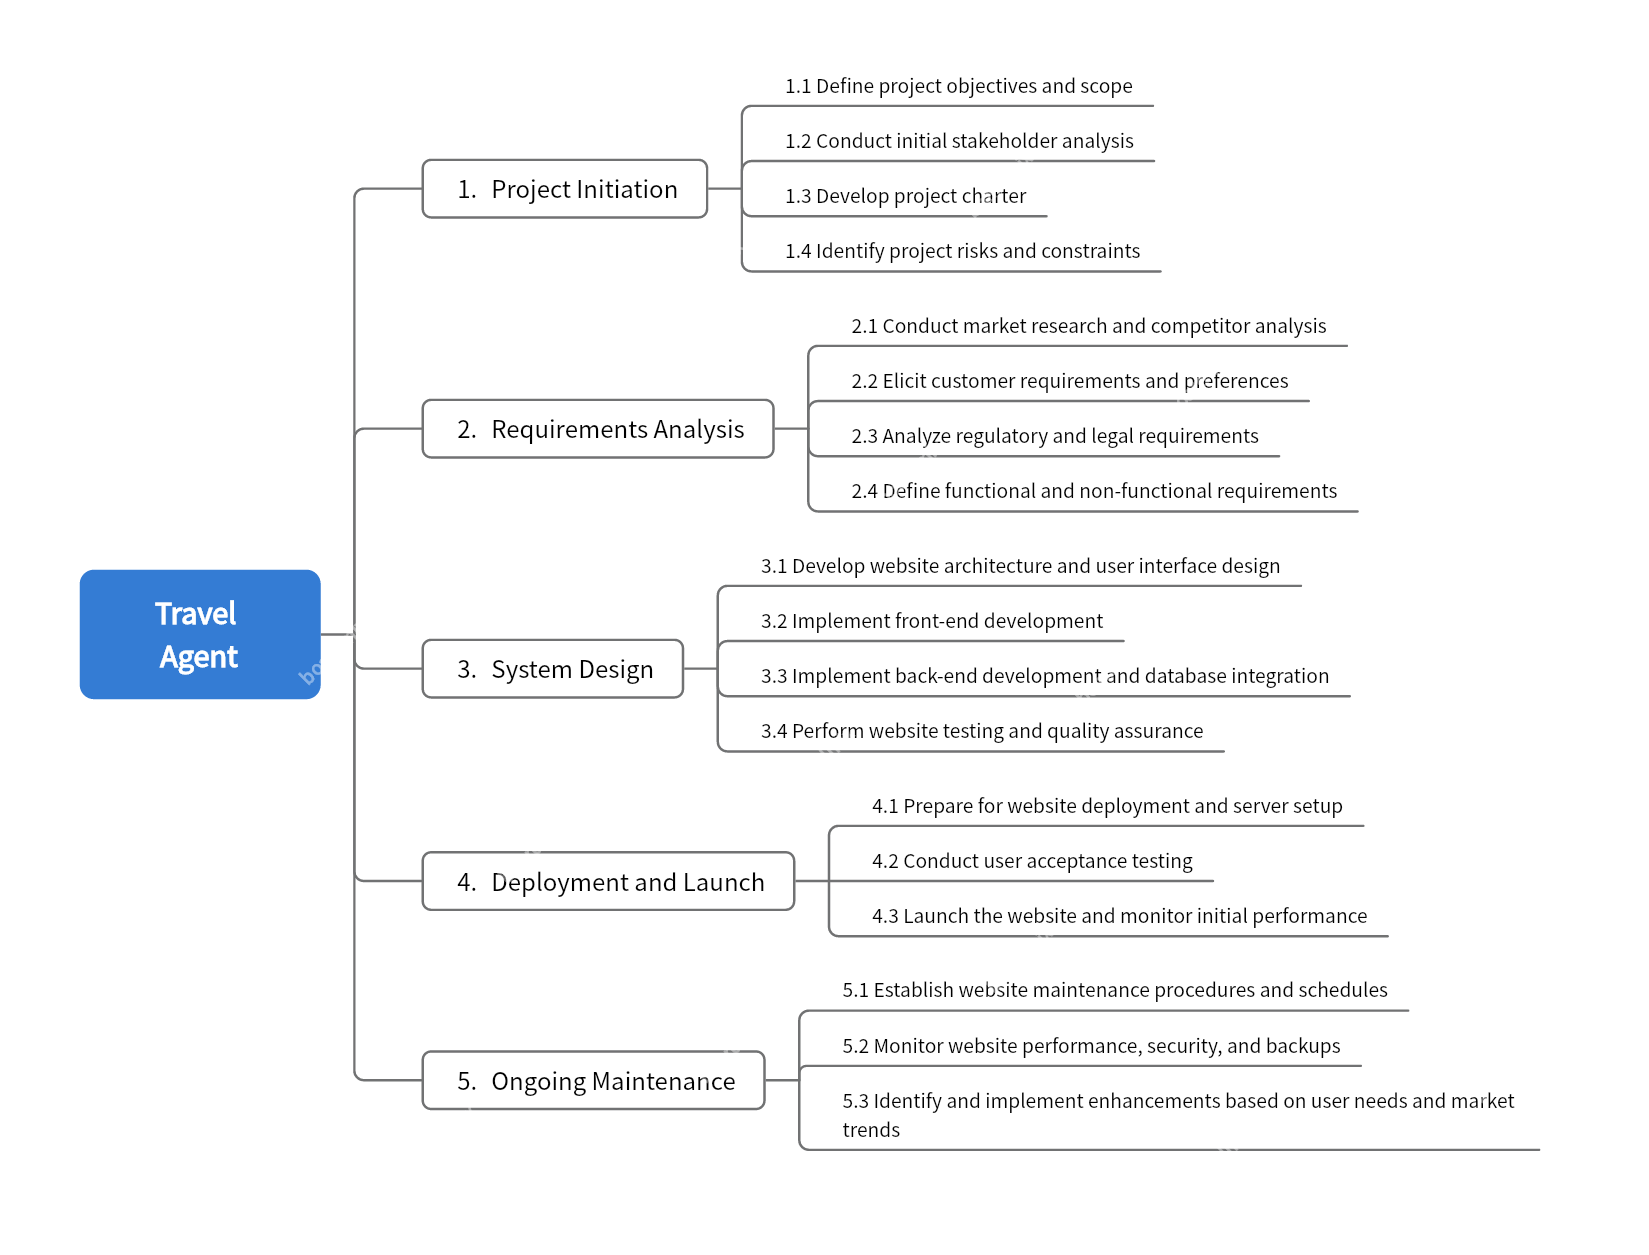 1.1 Define project objectives and scope
1.2 Conduct initial stakeholder analysis
1. Project Initiation
1.3 Develop project charter
1.4 Identify project risks and constraints
2.1 Conduct market research and competitor analysis
2.2 Elicit customer requirements and preferences
2. Requirements Analysis
2.3 Analyze regulatory and legal requirements
2.4 Define functional and non-functional requirements
Travel
Agent
3.1 Develop website architecture and user interface design
3.2 Implement front-end development
3. System Design
3.3 Implement back-end development and database integration
3.4 Perform website testing and quality assurance
4.1 Prepare for website deployment and server setup
4.2 Conduct user acceptance testing
4. Deployment and Launch
4.3 Launch the website and monitor initial performance
5.1 Establish website maintenance procedures and schedules
5.2 Monitor website performance, security, and backups
5. Ongoing Maintenance
5.3 Identify and implement enhancements based on user needs and market
trends